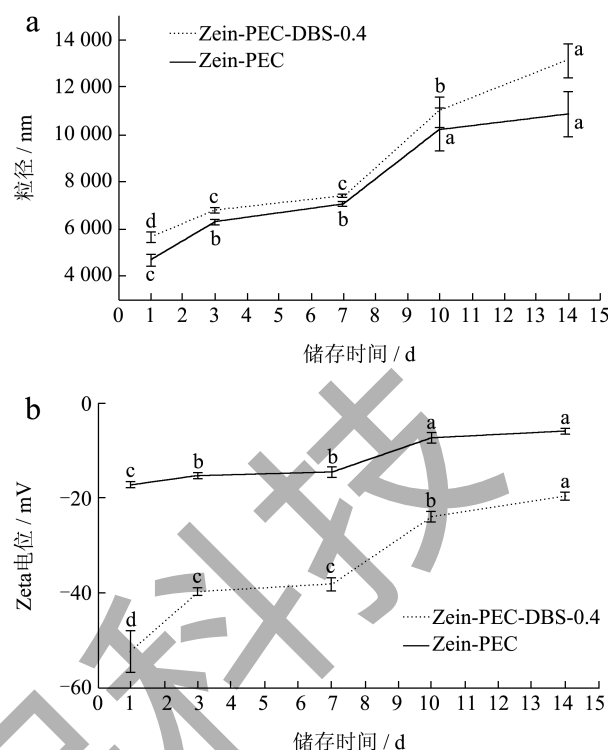 a
Zein-PEC-DBS-0.4
Zein-PEC
粒径 / nm
14 000
12 000
10 000
8 000
6 000
4 000
d
c
c
b
c
b
b
a
a
a
0 1 2 3 4 5 6 7 8 9 10 11 12 13 14 15
储存时间 / d
b
Zeta电位 / mV
0
−20
−40
−60
c
b
b
a
a
d
c
c
b
a
Zein-PEC-DBS-0.4
Zein-PEC
0 1 2 3 4 5 6 7 8 9 10 11 12 13 14 15
储存时间 / d
科技